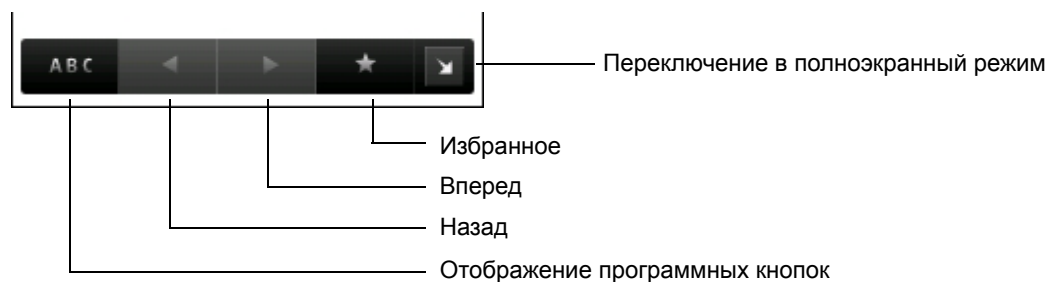 ABC
Переключение в полноэкранный режим
Избранное
Вперед
Назад
Отображение программных кнопок